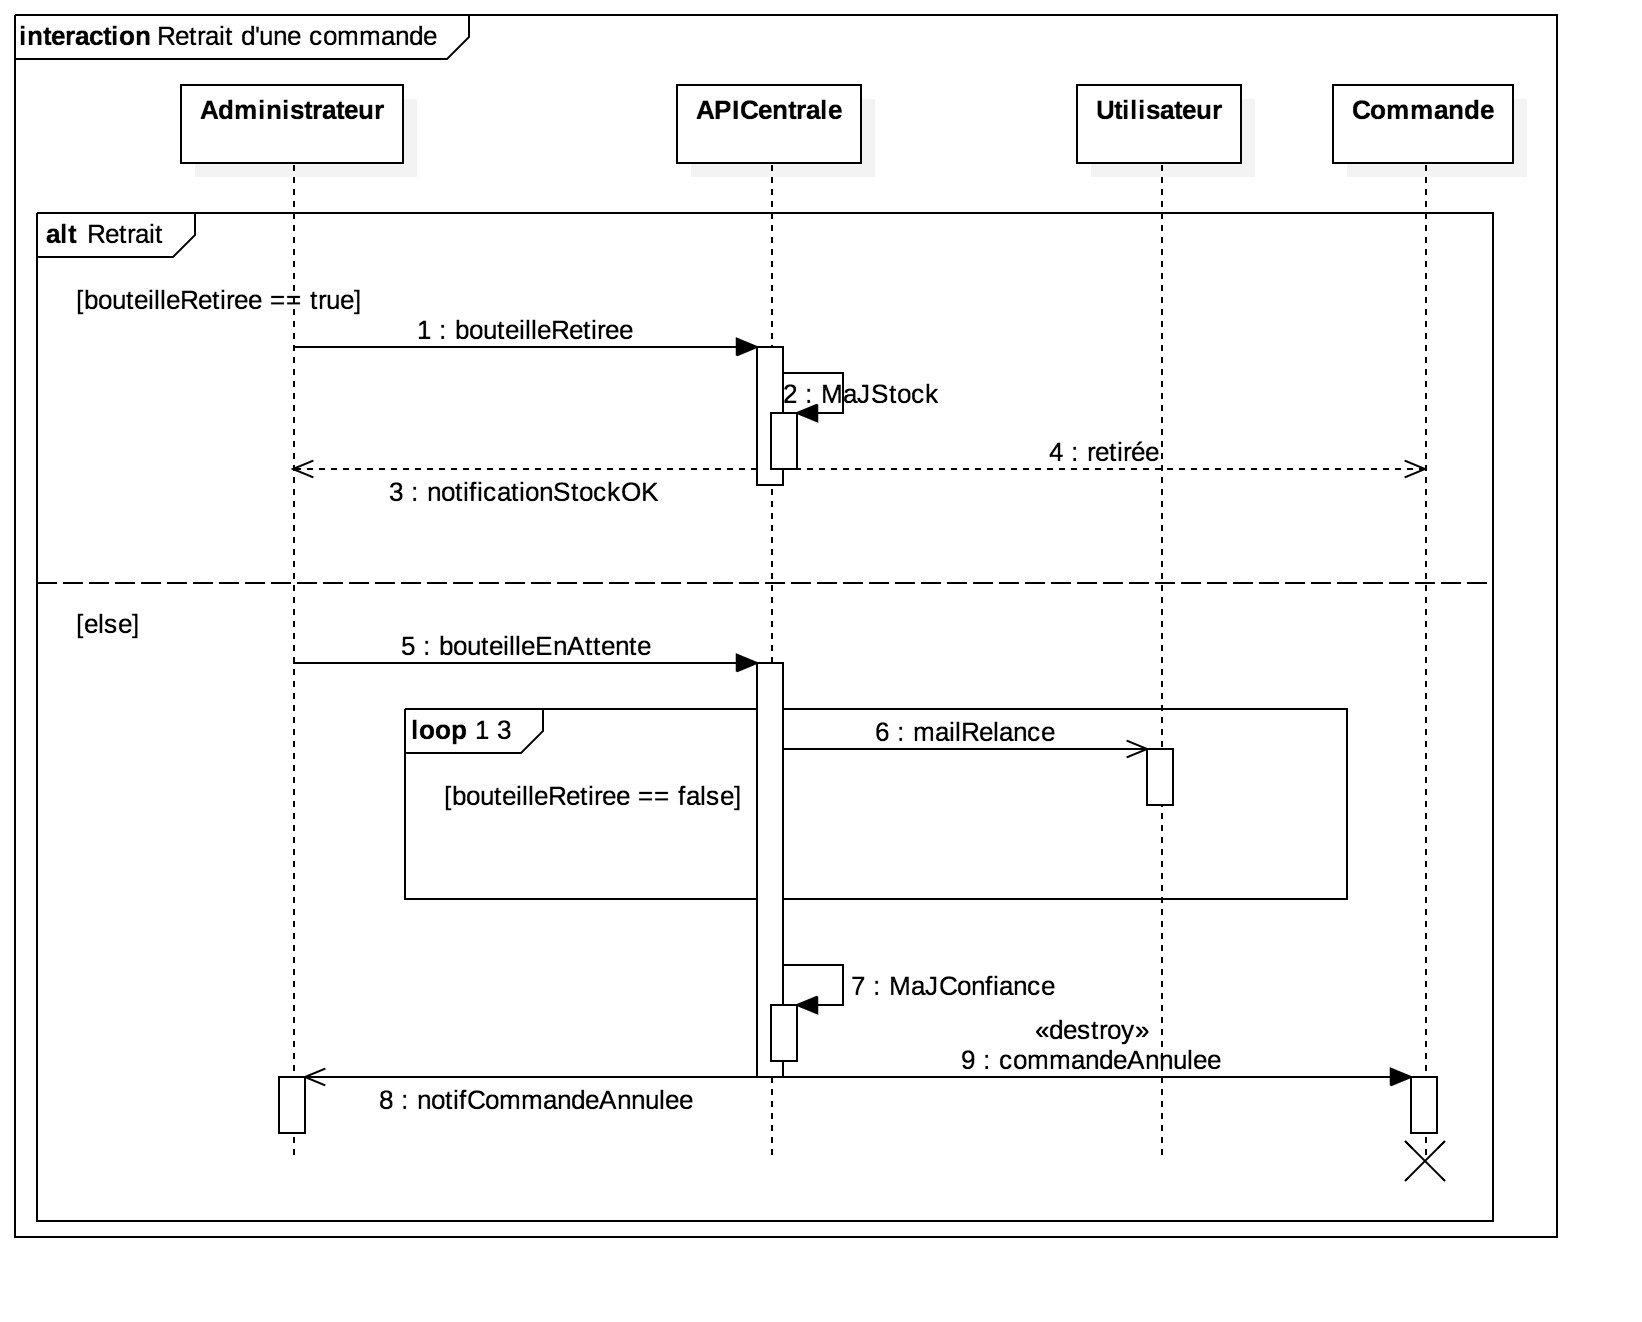 interaction Retrait d'une commande
Administrateur
APICentrale
Utilisateur
Commande
alt Retrait
[bouteilleRetiree == true]
1 : bouteilleRetiree
2 : MaJStock
4 : retirée
3 : notificationStockOK
[else]
5 : bouteilleEnAttente
loop 1 3
6 : mailRelance
[bouteilleRetiree == false]
7 : MaJConfiance
«destroy»
9 : commandeAnnulee
8 : notifCommandeAnnulee